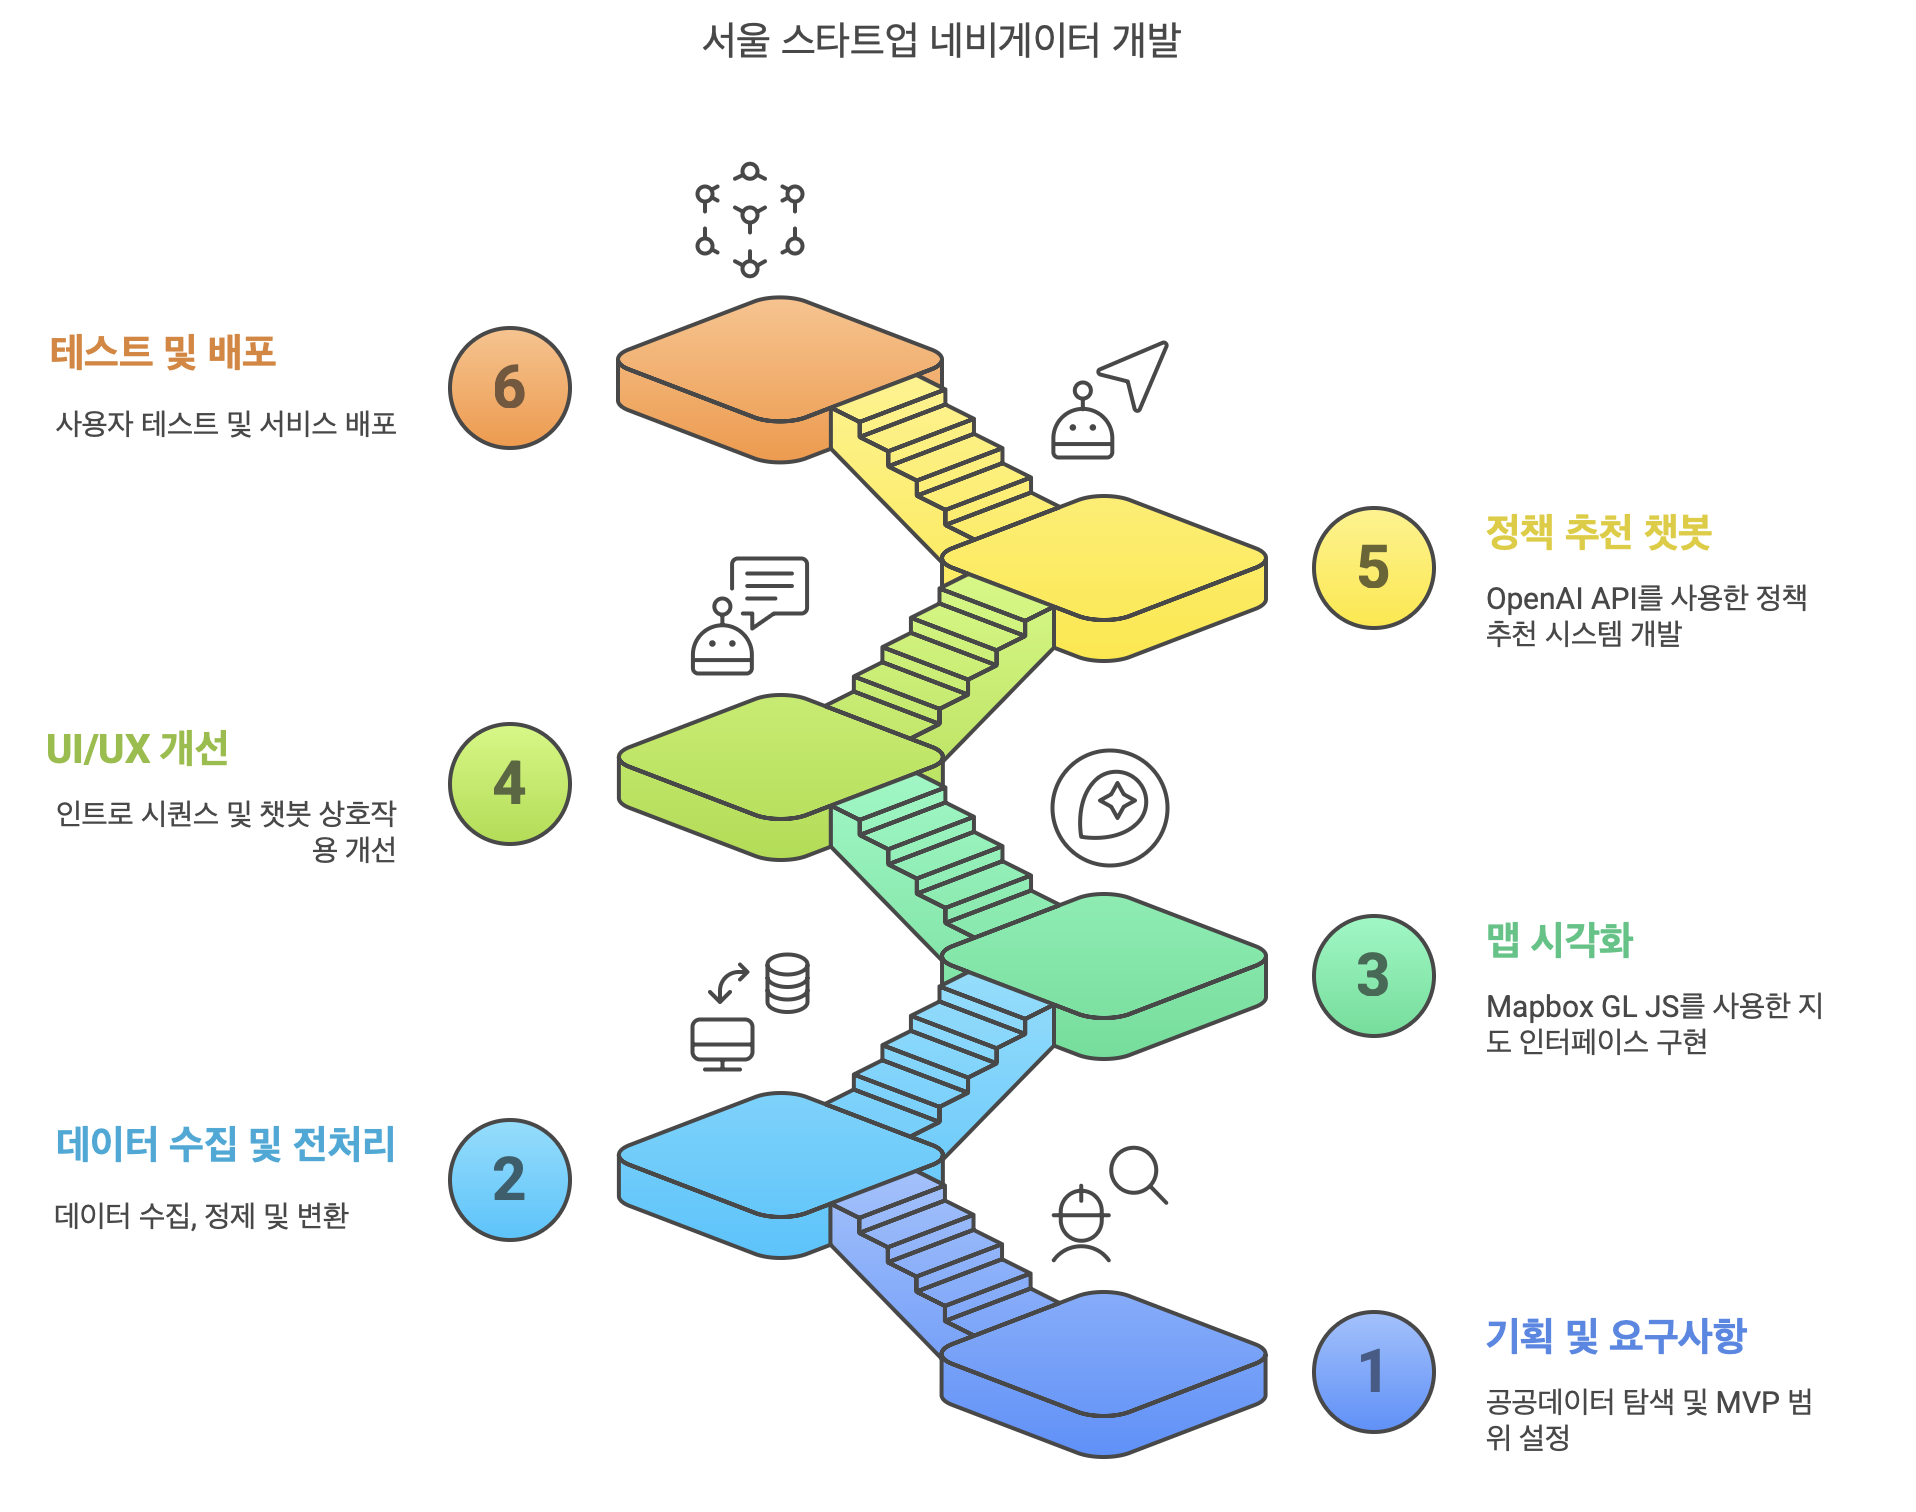 서울 스타트업 네비게이터 개발
테스트 및 배포
6
사용자 테스트 및 서비스 배포
5
정책 추천 챗봇
OpenAI API를 사용한 정책
추천 시스템 개발
UI/UX 개선
4
인트로 시퀀스 및 챗봇 상호작
용 개선
3
맵 시각화
Mapbox GL JS를 사용한 지
도 인터페이스 구현
데이터 수집 및 전처리
2
데이터 수집, 정제 및 변환
1
기획 및 요구사항
공공데이터 탐색 및 MVP 범
위 설정